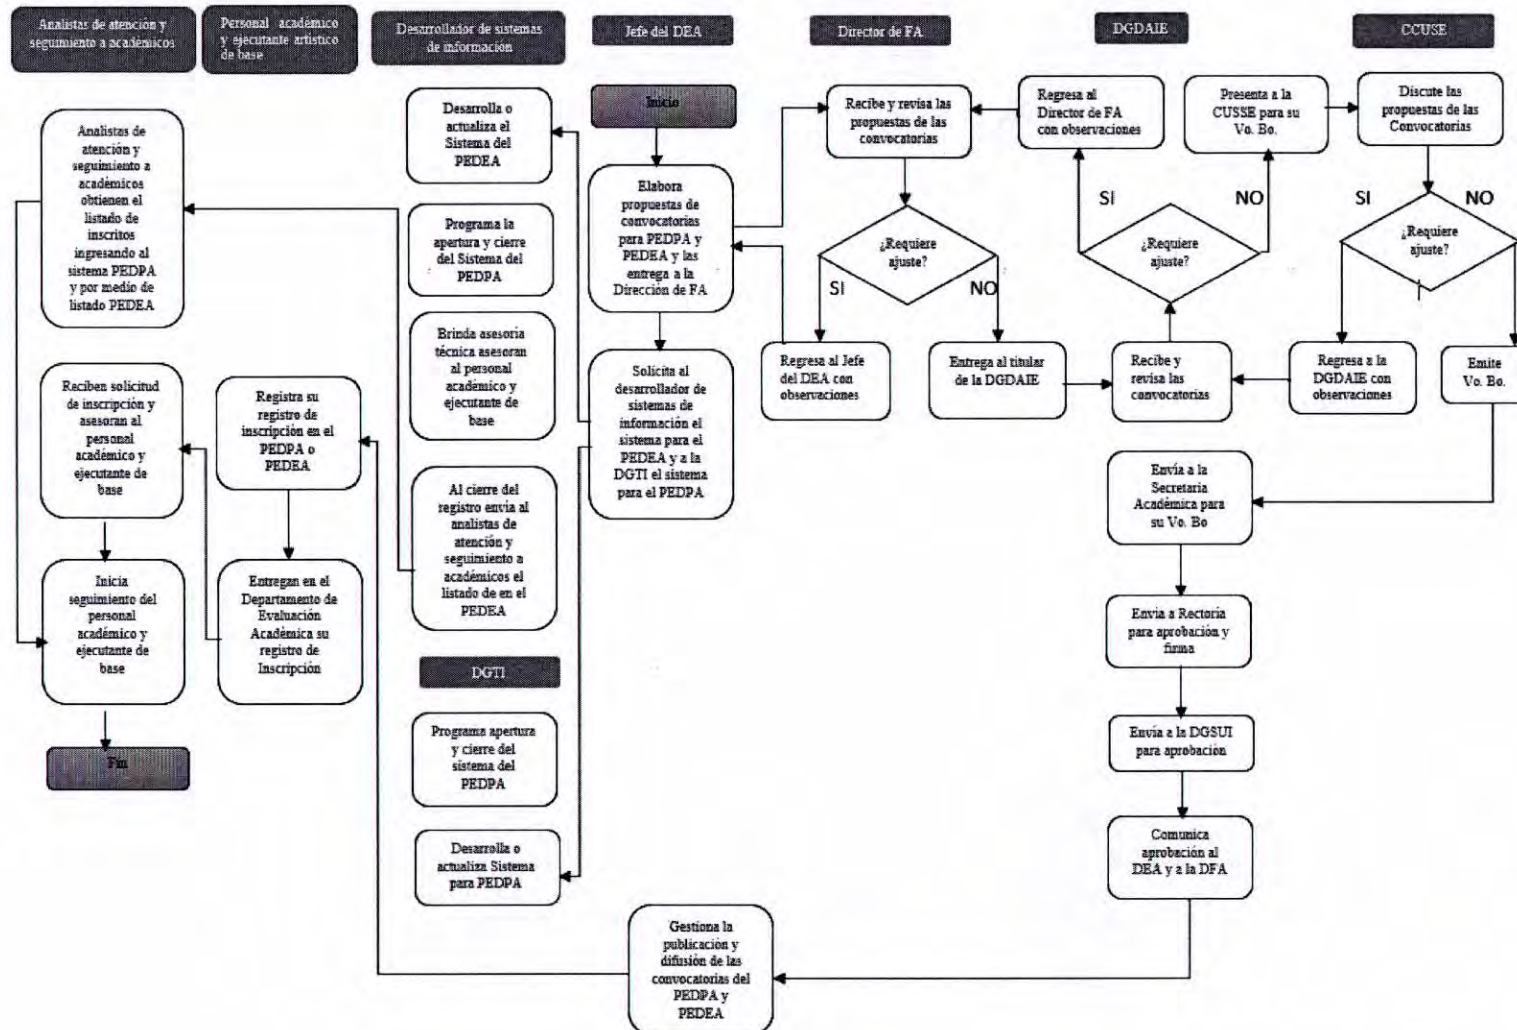 Analistas de atención y
seguimiento a académicos
Personal académico
y ejecutante artístico
de base
Desarrollador de sistemas
de información
Jefe del DEA
Director de FA
DGDAIE
CCUSE
Analistas de
atención y
seguimiento a
académicos
obtienen el
listado de
inscritos
ingresando al
sistema PEDPA
y por medio de
listado PEDEA
Reciben solicitud
de inscripción y
asesoran al
personal
académico y
ejecutante de
base
Inicia
seguimiento del
personal
académico y
ejecutante de
base
Fin
Registra su
registro de
inscripción en el
PEDPA o
PEDEA
Entregan en el
Departamento de
Evaluación
Académica su
registro de
Inscripción
Desarrolla o
actualiza el
Sistema del
PEDEA
Programa la
apertura y cierre
del Sistema del
PEDPA
Brinda asesoría
técnica asesoran
al personal
académico y
ejecutante de
base
Al cierre del
registro envía al
analistas de
atención y
seguimiento a
académicos el
listado de en el
PEDEA
DGTI
Programa apertura
y cierre del
sistema del
PEDPA
Desarrolla o
actualiza Sistema
para PEDPA
Inicio
Elabora
propuestas de
convocatorias
para PEDPA y
PEDEA y las
entrega a la
Dirección de FA
Solicita al
desarrollador de
sistemas de
información el
sistema para el
PEDEA y a la
DGTI el sistema
para el PEDPA
Gestiona la
publicación y
difusión de las
convocatorias del
PEDPA y
PEDEA
Recibe y revisa las
propuestas de las
convocatorias
¿Requiere
ajuste?
SI
NO
Regresa al Jefe
del DEA con
observaciones
Entrega al titular
de la DGDAIE
Regresa al
Director de FA
con observaciones
Presenta a la
CUSSE para su
Vo. Bo.
SI
NO
¿Requiere
ajuste?
Recibe y
revisa las
convocatorias
Envía a la
Secretaria
Académica para
su Vo. Bo
Envía a Rectoría
para aprobación y
firma
Envía a la DGSUI
para aprobación
Comunica
aprobación al
DEA y a la DFA
Discute las
propuestas de las
Convocatorias
SI
NO
¿Requiere
ajuste?
Regresa a la
DGDAIE con
observaciones
Emite
Vo. Bo.